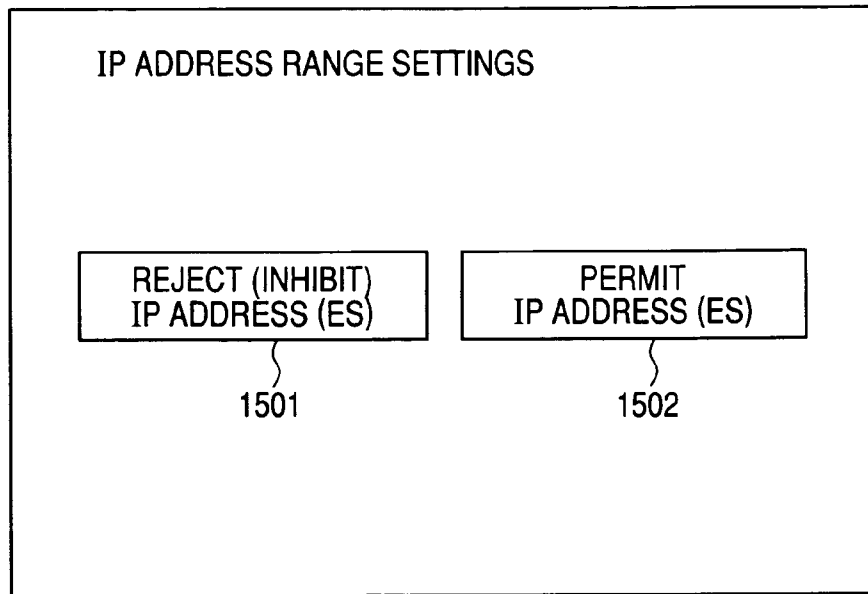 IP ADDRESS RANGE SETTINGS
REJECT (INHIBIT)
IP ADDRESS (ES)
PERMIT
IP ADDRESS (ES)
1501
1502